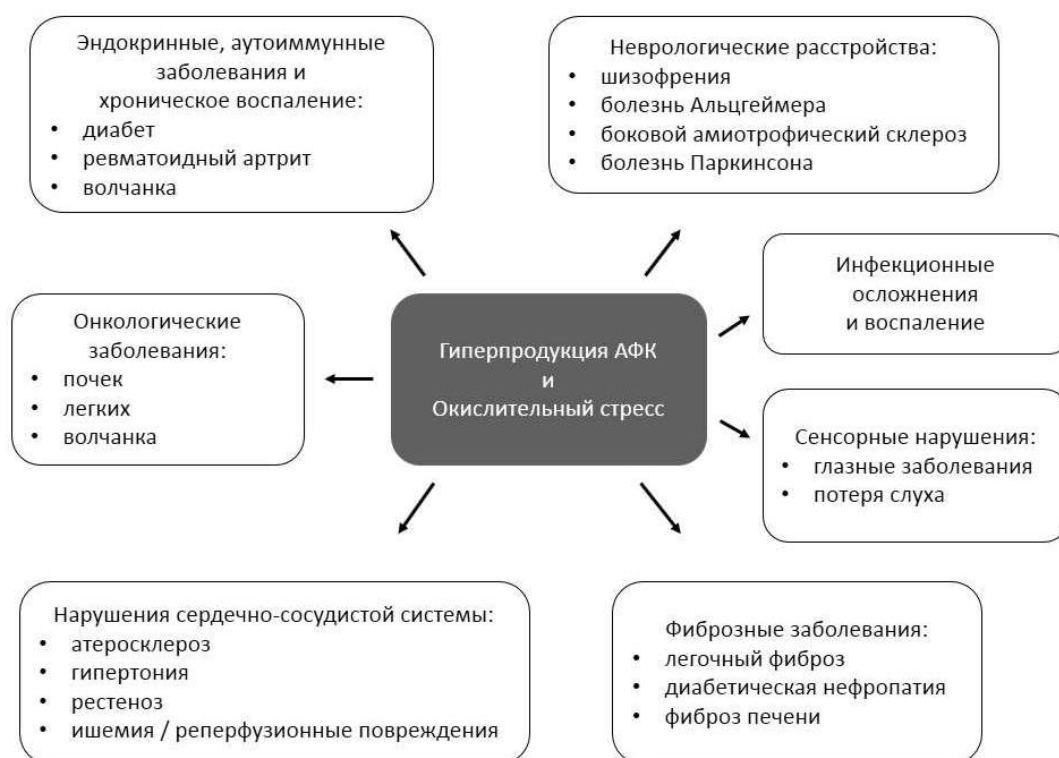 Эндокринные, аутоиммунные
заболевания и
хроническое воспаление:
• диабет
• ревматоидный артрит
• волчанка
Неврологические расстройства:
• шизофрения
• болезнь Альцгеймера
• боковой амиотрофический склероз
• болезнь Паркинсона
Инфекционные
осложнения
и воспаление
Онкологические
заболевания:
• почек
• легких
• волчанка
Гиперпродукция АФК
и
Окислительный стресс
Сенсорные нарушения:
• глазные заболевания
• потеря слуха
Нарушения сердечно-сосудистой системы:
• атеросклероз
• гипертония
• рестеноз
• ишемия / реперфузионные повреждения
Фиброзные заболевания:
• легочный фиброз
• диабетическая нефропатия
• фиброз печени